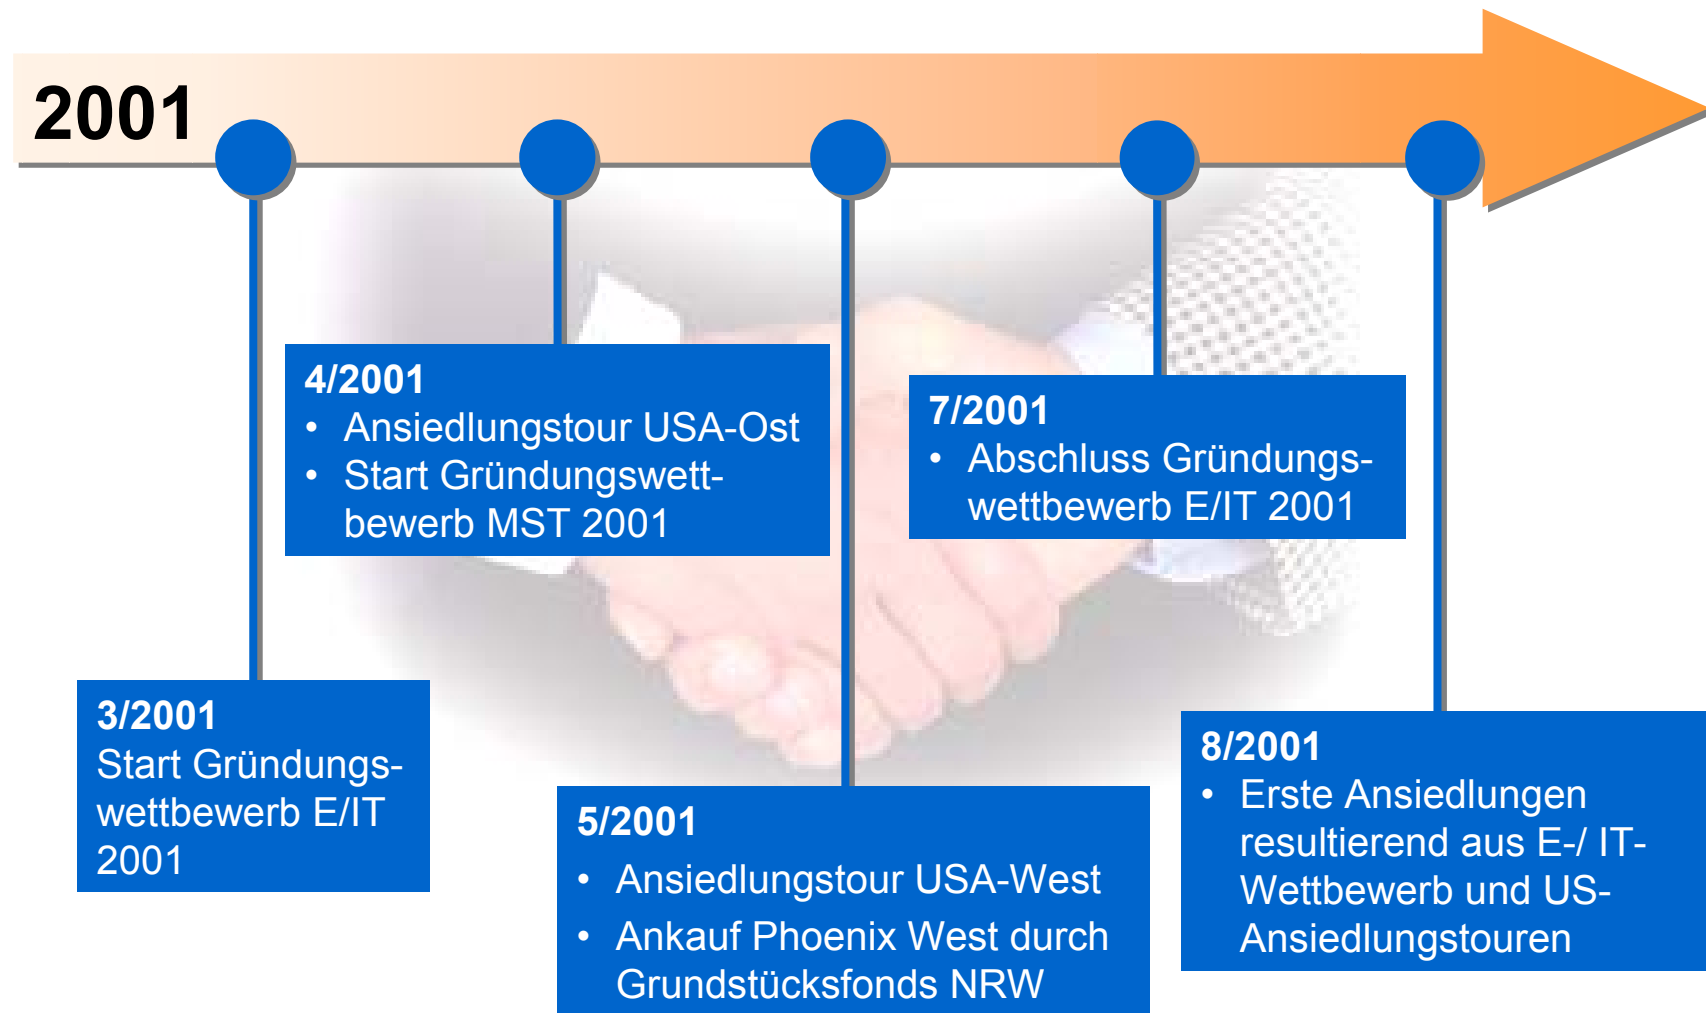 2001
3/2001
Start Gründungs-
wettbewerb E/IT
2001
4/2001
• Ansiedlungstour USA-Ost
• Start Gründungswett-
bewerb MST 2001
5/2001
• Ansiedlungstour USA-West
• Ankauf Phoenix West durch
Grundstücksfonds NRW
7/2001
• Abschluss Gründungs-
wettbewerb E/IT 2001
8/2001
• Erste Ansiedlungen
resultierend aus E-/ IT-
Wettbewerb und US-
Ansiedlungstouren